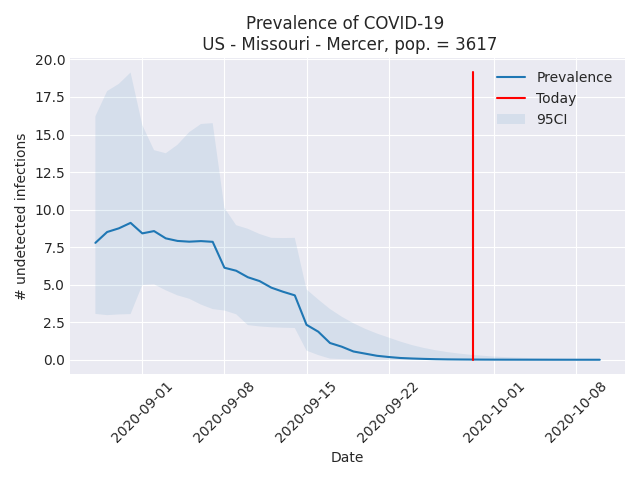 Prevalence of COVID-19
US - Missouri - Mercer, pop. = 3617
Prevalence
Today
95CI
# undetected infections
20.0
17.5
15.0
12.5
10.0
7.5
5.0
2.5
0.0
2020-09-01
2020-09-08
2020-09-15
2020-09-22
2020-10-01
2020-10-08
Date